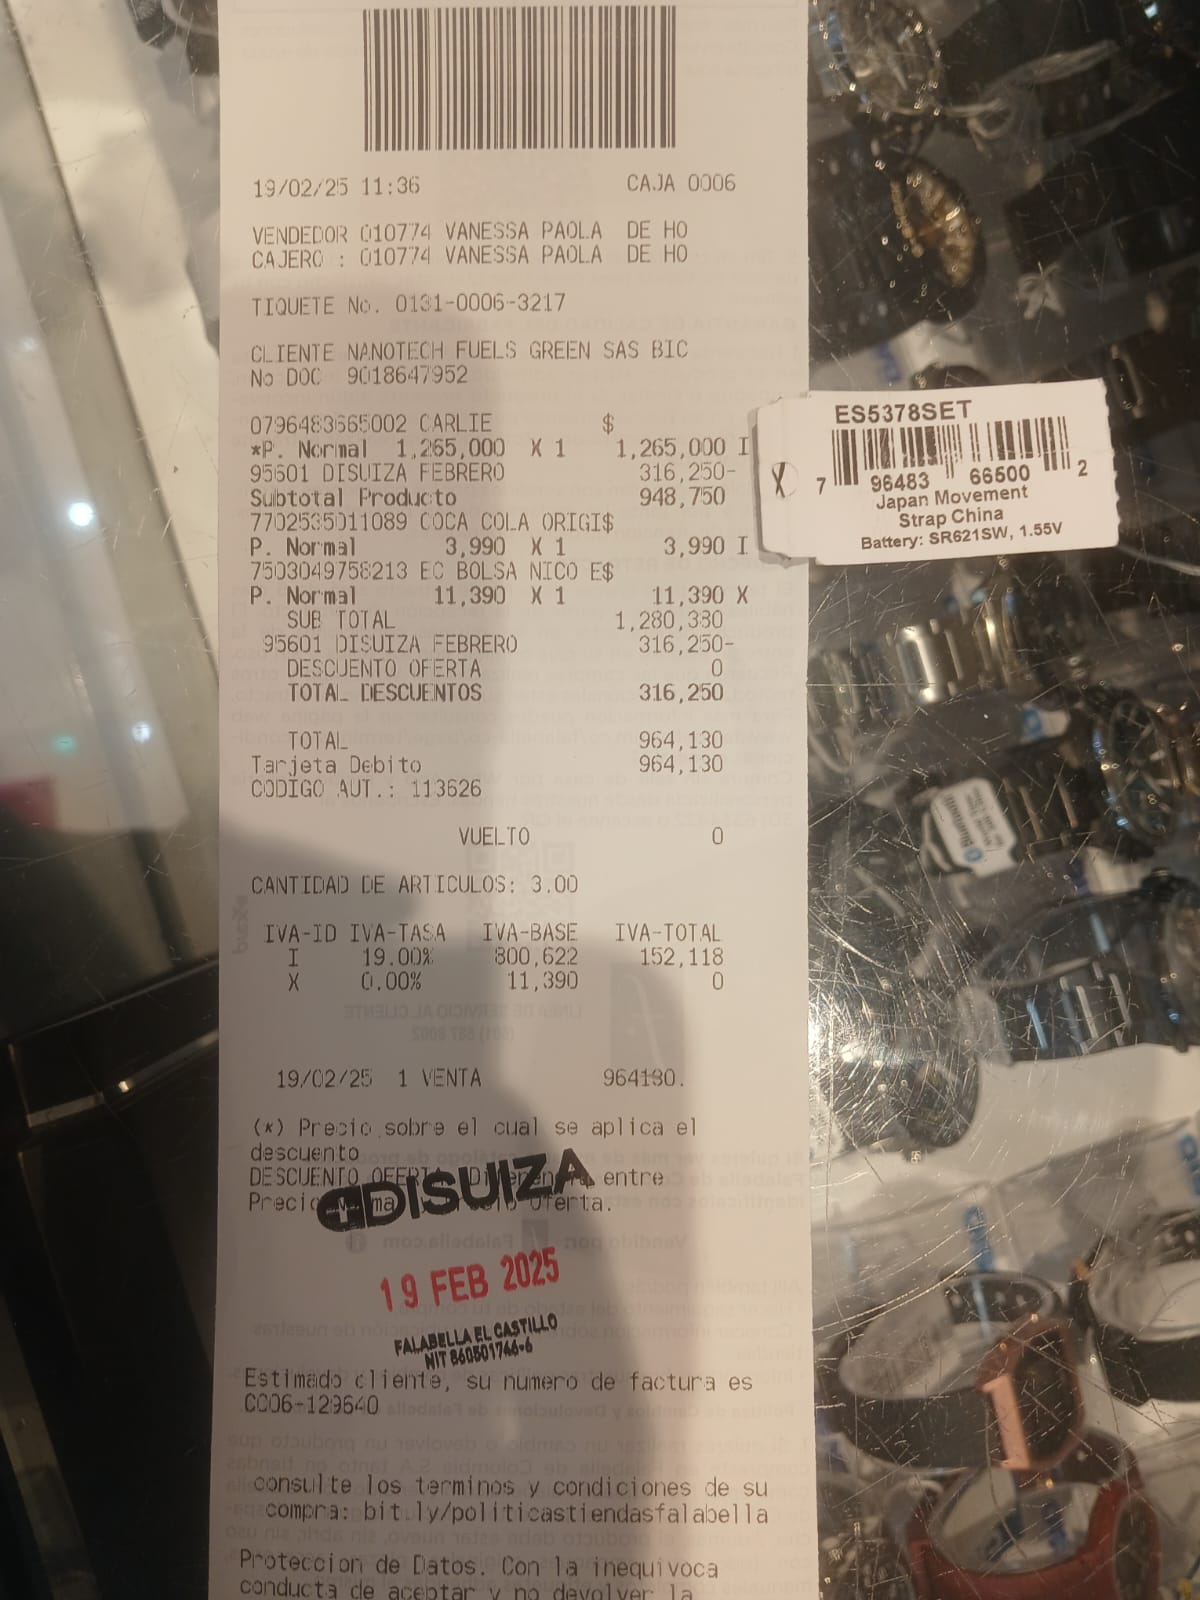 19/02/25 11:36 CAJA 0006
VENDEDOR 010774 VANESSA PAOLA DE HO
CAJERO : 010774 VANESSA PAOLA DE HO
TIQUETE No. 0131-0006-3217
CLIENTE NANOTECH FUELS GREEN SAS BIC
No DOC 9018647952
0796483665002 CARLIE $
*P. Normal 1,265,000 X 1 1,265,000 I
95601 DISUIZA FEBRERO 316,250-
Subtotal Producto 948,750
7702535011089 COCA COLA ORIGI$
P. Normal 3,990 X 1 3,990 I
7503049758213 EC BOLSA NICO E$
P. Normal 11,390 X 1 11,390 X
SUB TOTAL 1,280,380
95601 DISUIZA FEBRERO 316,250-
DESCUENTO OFERTA 0
TOTAL DESCUENTOS 316,250
TOTAL 964,130
Tarjeta Debito 964,130
CODIGO AUT.: 113626
VUELTO 0
CANTIDAD DE ARTICULOS: 3.00
IVA-ID IVA-TASA IVA-BASE IVA-TOTAL
I 19.00% 800,622 152,118
X 0.00% 11,390 0
19/02/25 1 VENTA 964130.
(*) Precio sobre el cual se aplica el
descuento
DESCUENTO OFERTA: entre
Precio oferta.
DISUIZA
19 FEB 2025
FALABELLA EL CASTILLO
NIT 860501746-6
Estimado cliente, su numero de factura es
CC06-129640
consulte los terminos y condiciones de su
compra: bit.ly/politicastiendasfalabella
Proteccion de Datos. Con la inequivoca
conducta de aceptar y no devolver la
ES5378SET
X
7 96483 66500 2
Japan Movement
Strap China
Battery: SR621SW, 1.55V